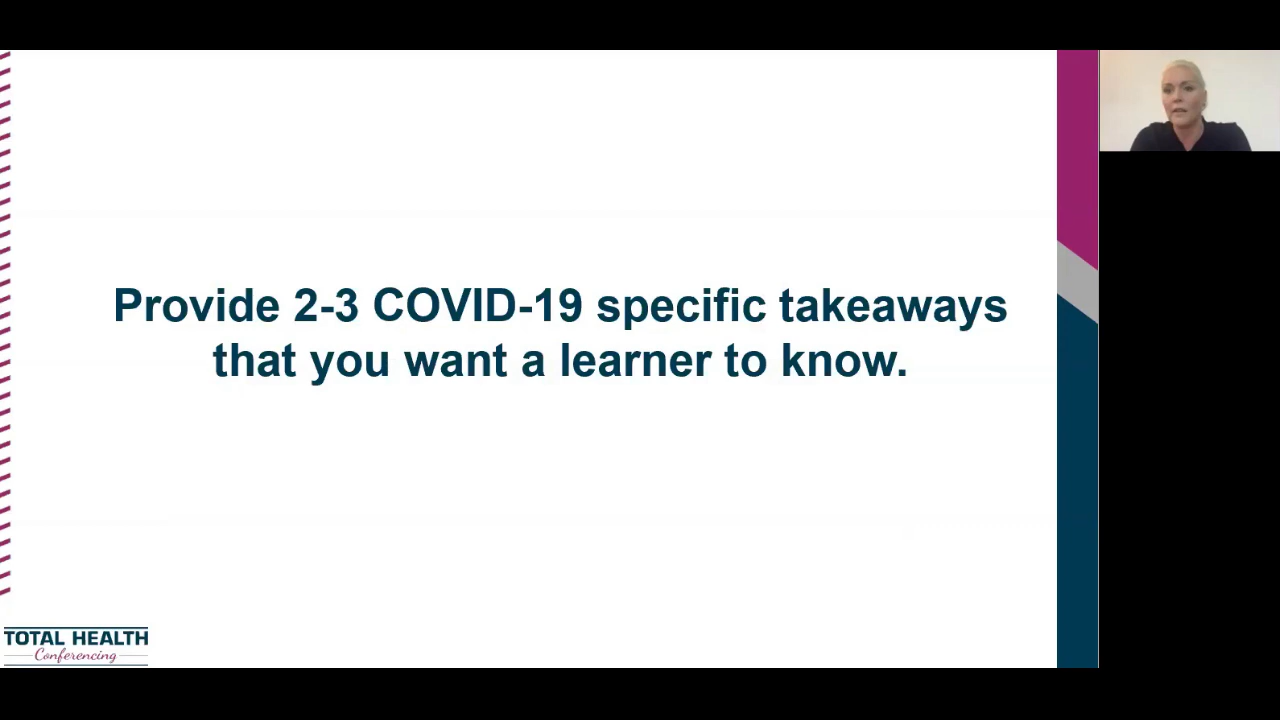 Provide 2-3 COVID-19 specific takeaways
that you want a learner to know.
TOTAL HEALTH
Conferencing